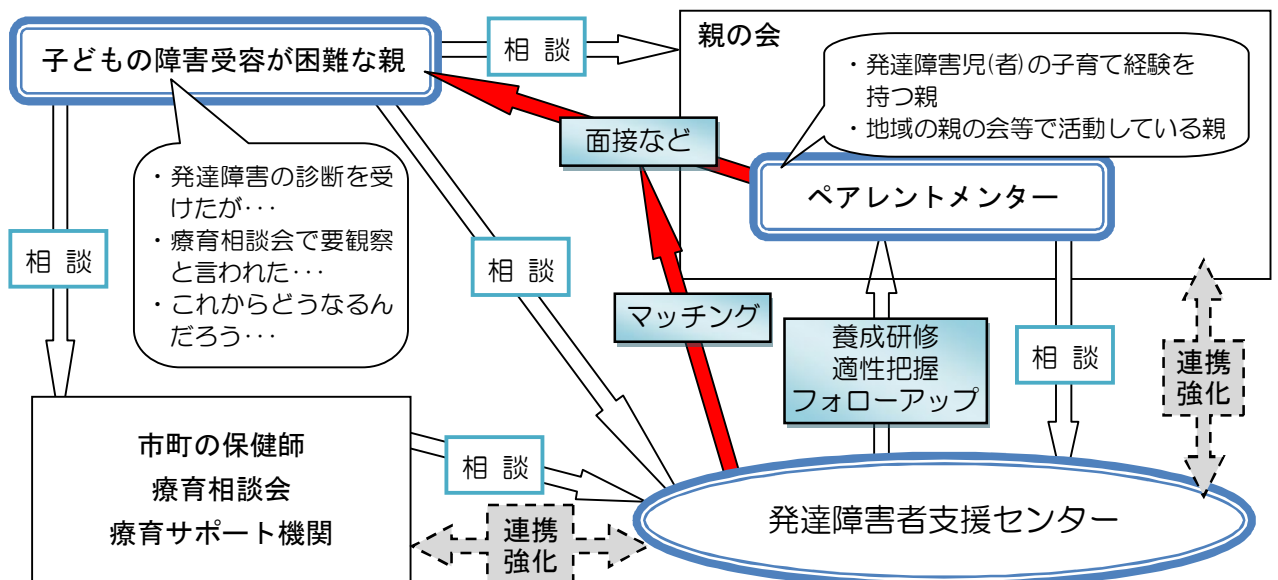 子どもの障害受容が困難な親
相 談
親の会
・発達障害児(者)の子育て経験を
持つ親
・地域の親の会等で活動している親
面接など
ペアレントメンター
・発達障害の診断を受
けたが･･･
・療育相談会で要観察
と言われた･･･
・これからどうなるん
だろう･･･
相 談
相 談
マッチング
養成研修
適性把握
フォローアップ
相 談
連携
強化
市町の保健師
療育相談会
療育サポート機関
相 談
連携
強化
発達障害者支援センター